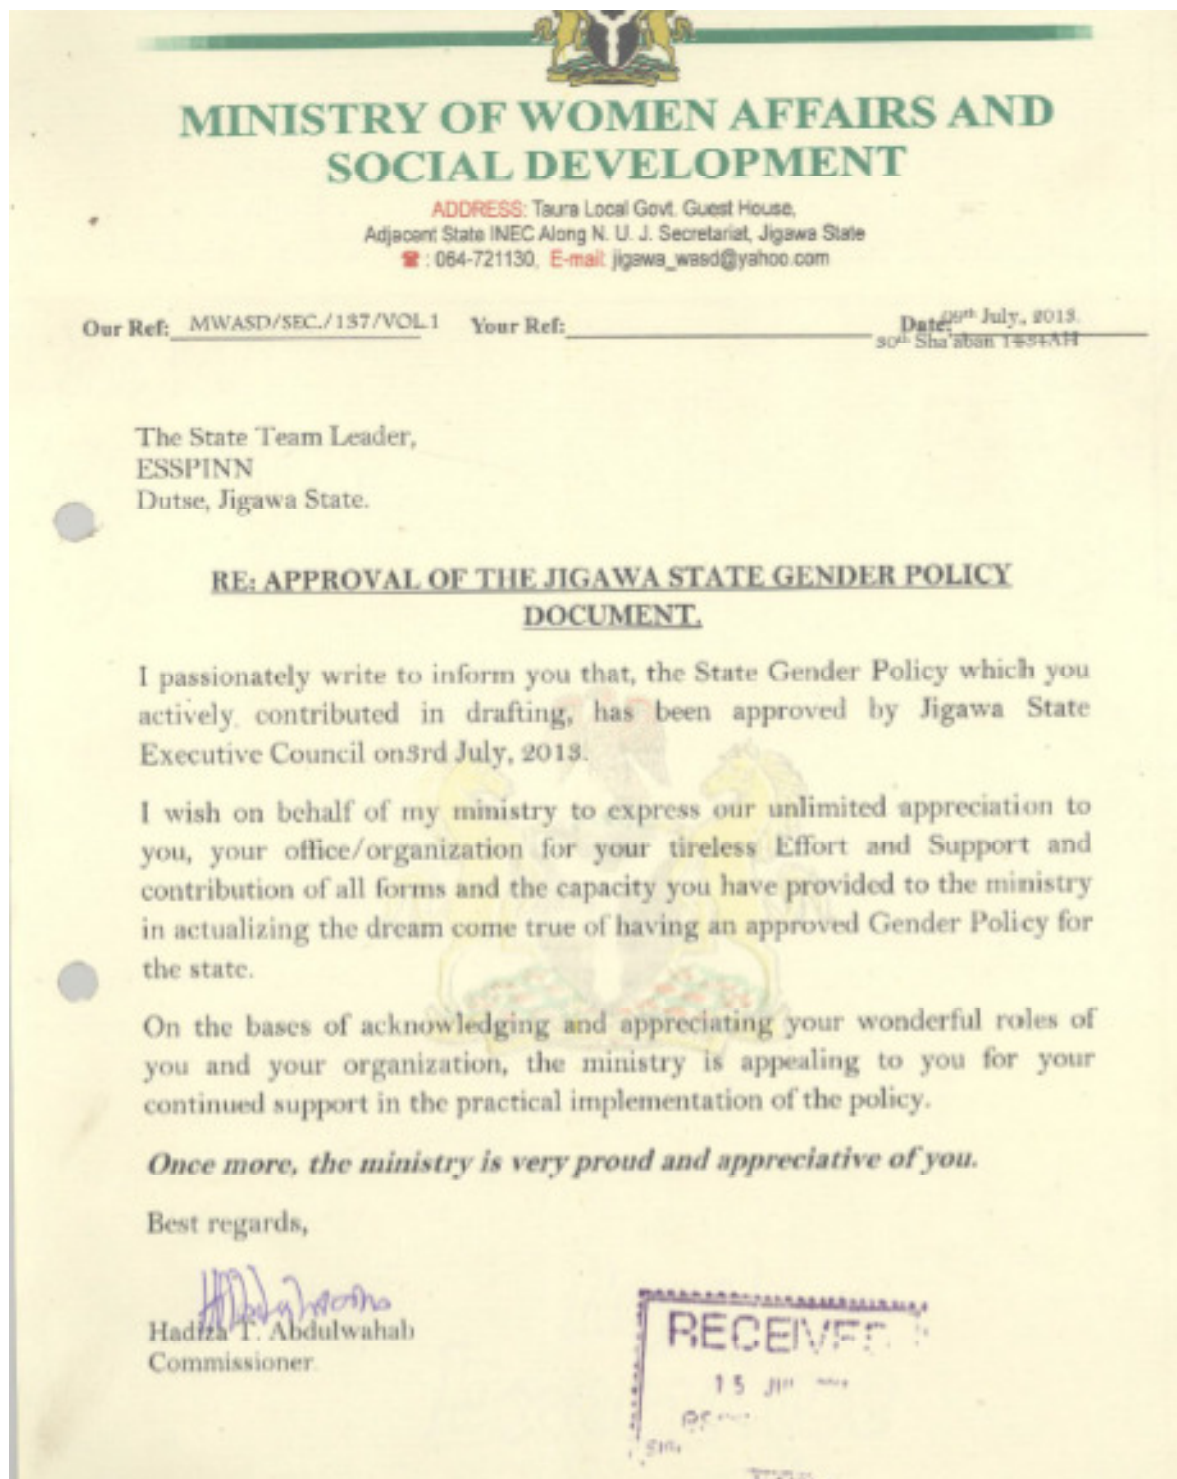 MINISTRY OF WOMEN AFFAIRS AND
SOCIAL DEVELOPMENT
ADDRESS: Taura Local Govt. Guest House,
Adjacent State INEC Along N. U. J. Secretariat, Jigawa State
☎ : 064-721130, E-mail: jigawa_wasd@yahoo.com
Our Ref: MWASD/SEC./137/VOL.1 Your Ref: Date: 09th July., 2013.
30th Sha'aban 1434AH
The State Team Leader,
ESSPINN
Dutse, Jigawa State.
RE: APPROVAL OF THE JIGAWA STATE GENDER POLICY
DOCUMENT.
I passionately write to inform you that, the State Gender Policy which you
actively contributed in drafting, has been approved by Jigawa State
Executive Council on3rd July, 2013.
I wish on behalf of my ministry to express our unlimited appreciation to
you, your office/organization for your tireless Effort and Support and
contribution of all forms and the capacity you have provided to the ministry
in actualizing the dream come true of having an approved Gender Policy for
the state.
On the bases of acknowledging and appreciating your wonderful roles of
you and your organization, the ministry is appealing to you for your
continued support in the practical implementation of the policy.
Once more, the ministry is very proud and appreciative of you.
Best regards,
Hadiza T. Abdulwahab
Commissioner.
RECEIVED
15